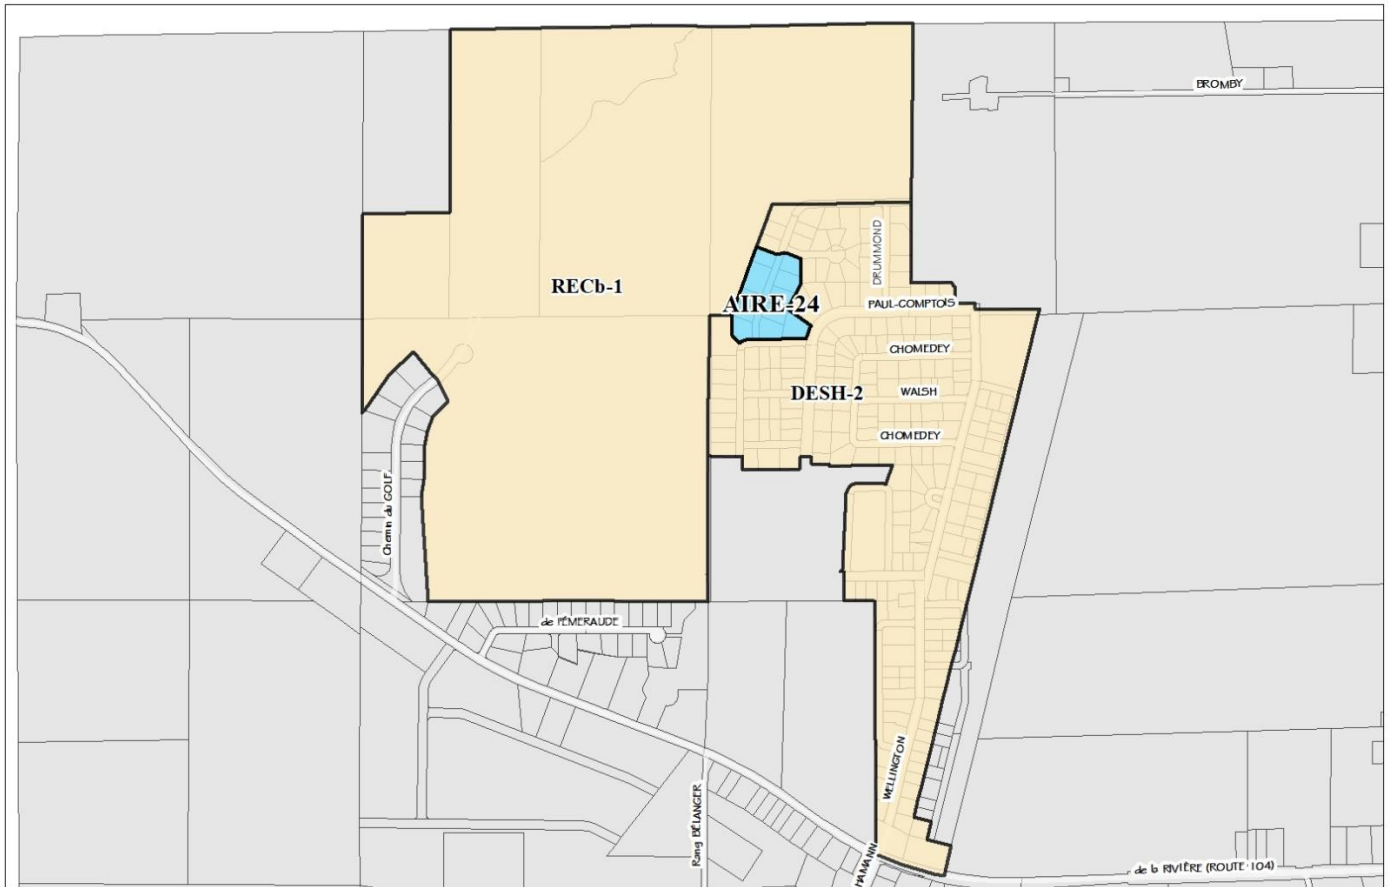 BROMBY
DRUMMOND
RECb-1
AIRE-24
PAUL-COMPTOIS
CHOMEDEY
DESH-2
WALSH
CHOMEDEY
Chemin du GOLF
de l'ÉMERAUDE
WELLINGTON
Rang BÉLANGER
HAMANN
de la RIVIÈRE (ROUTE 104)